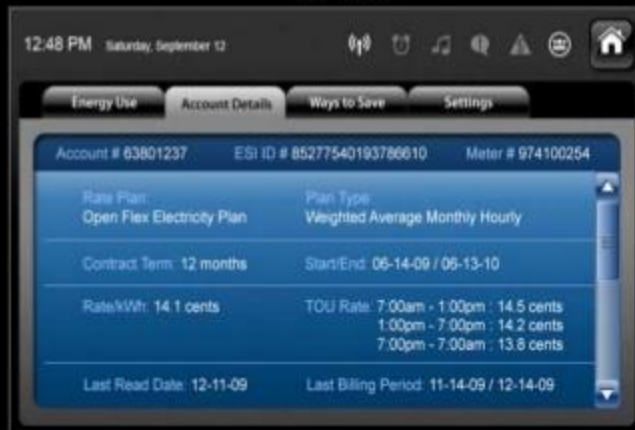 12:48 PM Saturday, September 12
Energy Use Account Details Ways to Save Settings
Account # 63801237 ESI ID # 85277540193786610 Meter # 974100254
Rate Plan: Plan Type
Open Flex Electricity Plan Weighted Average Monthly Hourly
Contract Term: 12 months Start/End: 06-14-09 / 06-13-10
Rate/kWh: 14.1 cents TOU Rate: 7:00am - 1:00pm : 14.5 cents
1:00pm - 7:00pm : 14.2 cents
7:00pm - 7:00am : 13.8 cents
Last Read Date: 12-11-09 Last Billing Period: 11-14-09 / 12-14-09